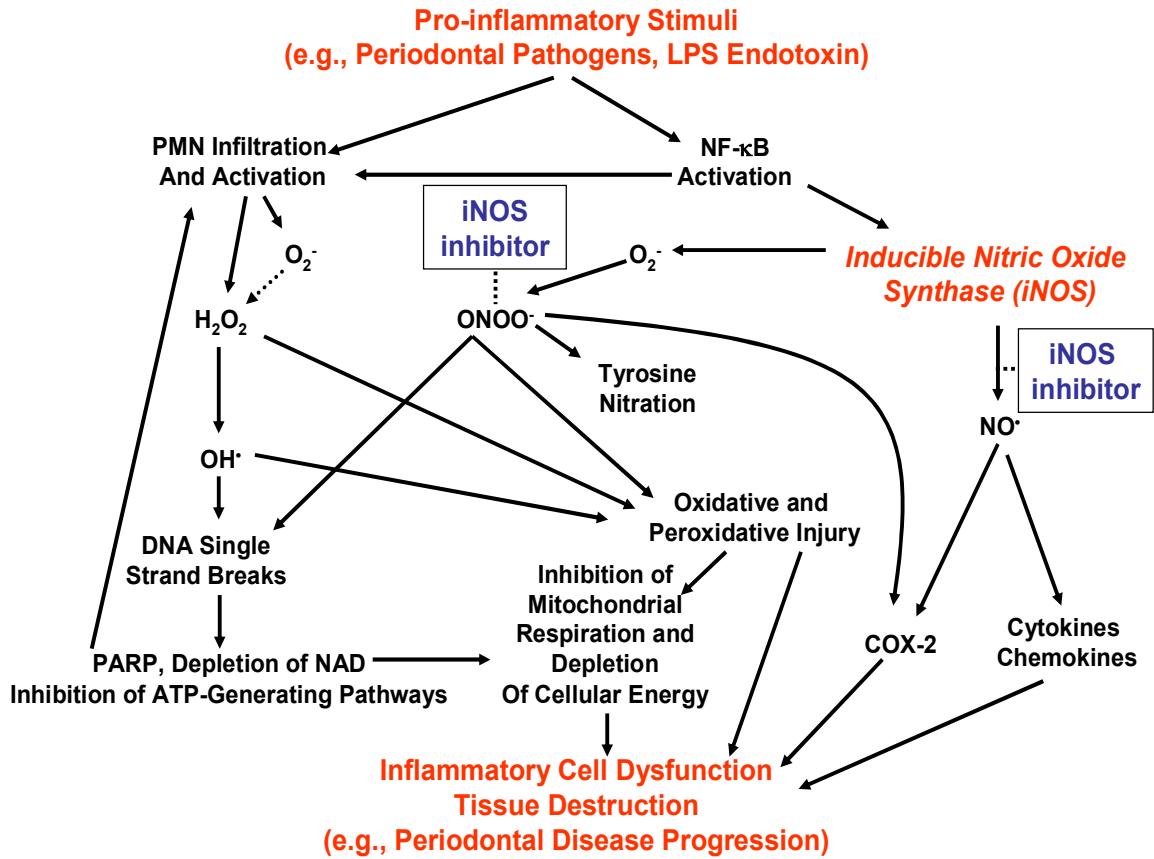 Pro-inflammatory Stimuli
(e.g., Periodontal Pathogens, LPS Endotoxin)
PMN Infiltration
And Activation
NF-κB
Activation
iNOS
inhibitor
O₂⁻
O₂⁻
Inducible Nitric Oxide
Synthase (iNOS)
H₂O₂
ONOO⁻
iNOS
inhibitor
Tyrosine
Nitration
NO•
OH•
Oxidative and
Peroxidative Injury
DNA Single
Strand Breaks
Inhibition of
Mitochondrial
Respiration and
Depletion
Of Cellular Energy
COX-2
Cytokines
Chemokines
PARP, Depletion of NAD
Inhibition of ATP-Generating Pathways
Inflammatory Cell Dysfunction
Tissue Destruction
(e.g., Periodontal Disease Progression)